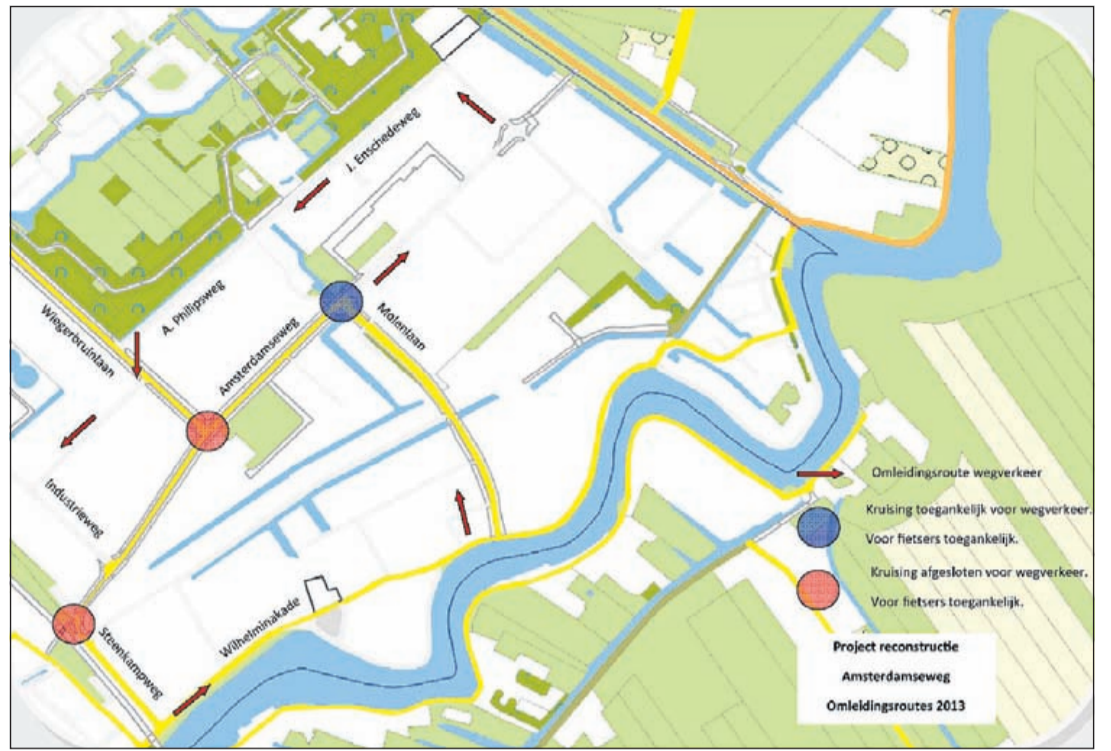 J. Enschedeweg
A. Philipsweg
Wiegerbruinlaan
Amsterdamseweg
Molenlaan
Industrieweg
Steenkampweg
Wilhelminakade
Omleidingsroute wegverkeer
Kruising toegankelijk voor wegverkeer.
Voor fietsers toegankelijk.
Kruising afgesloten voor wegverkeer.
Voor fietsers toegankelijk.
Project reconstructie
Amsterdamseweg
Omleidingsroutes 2013